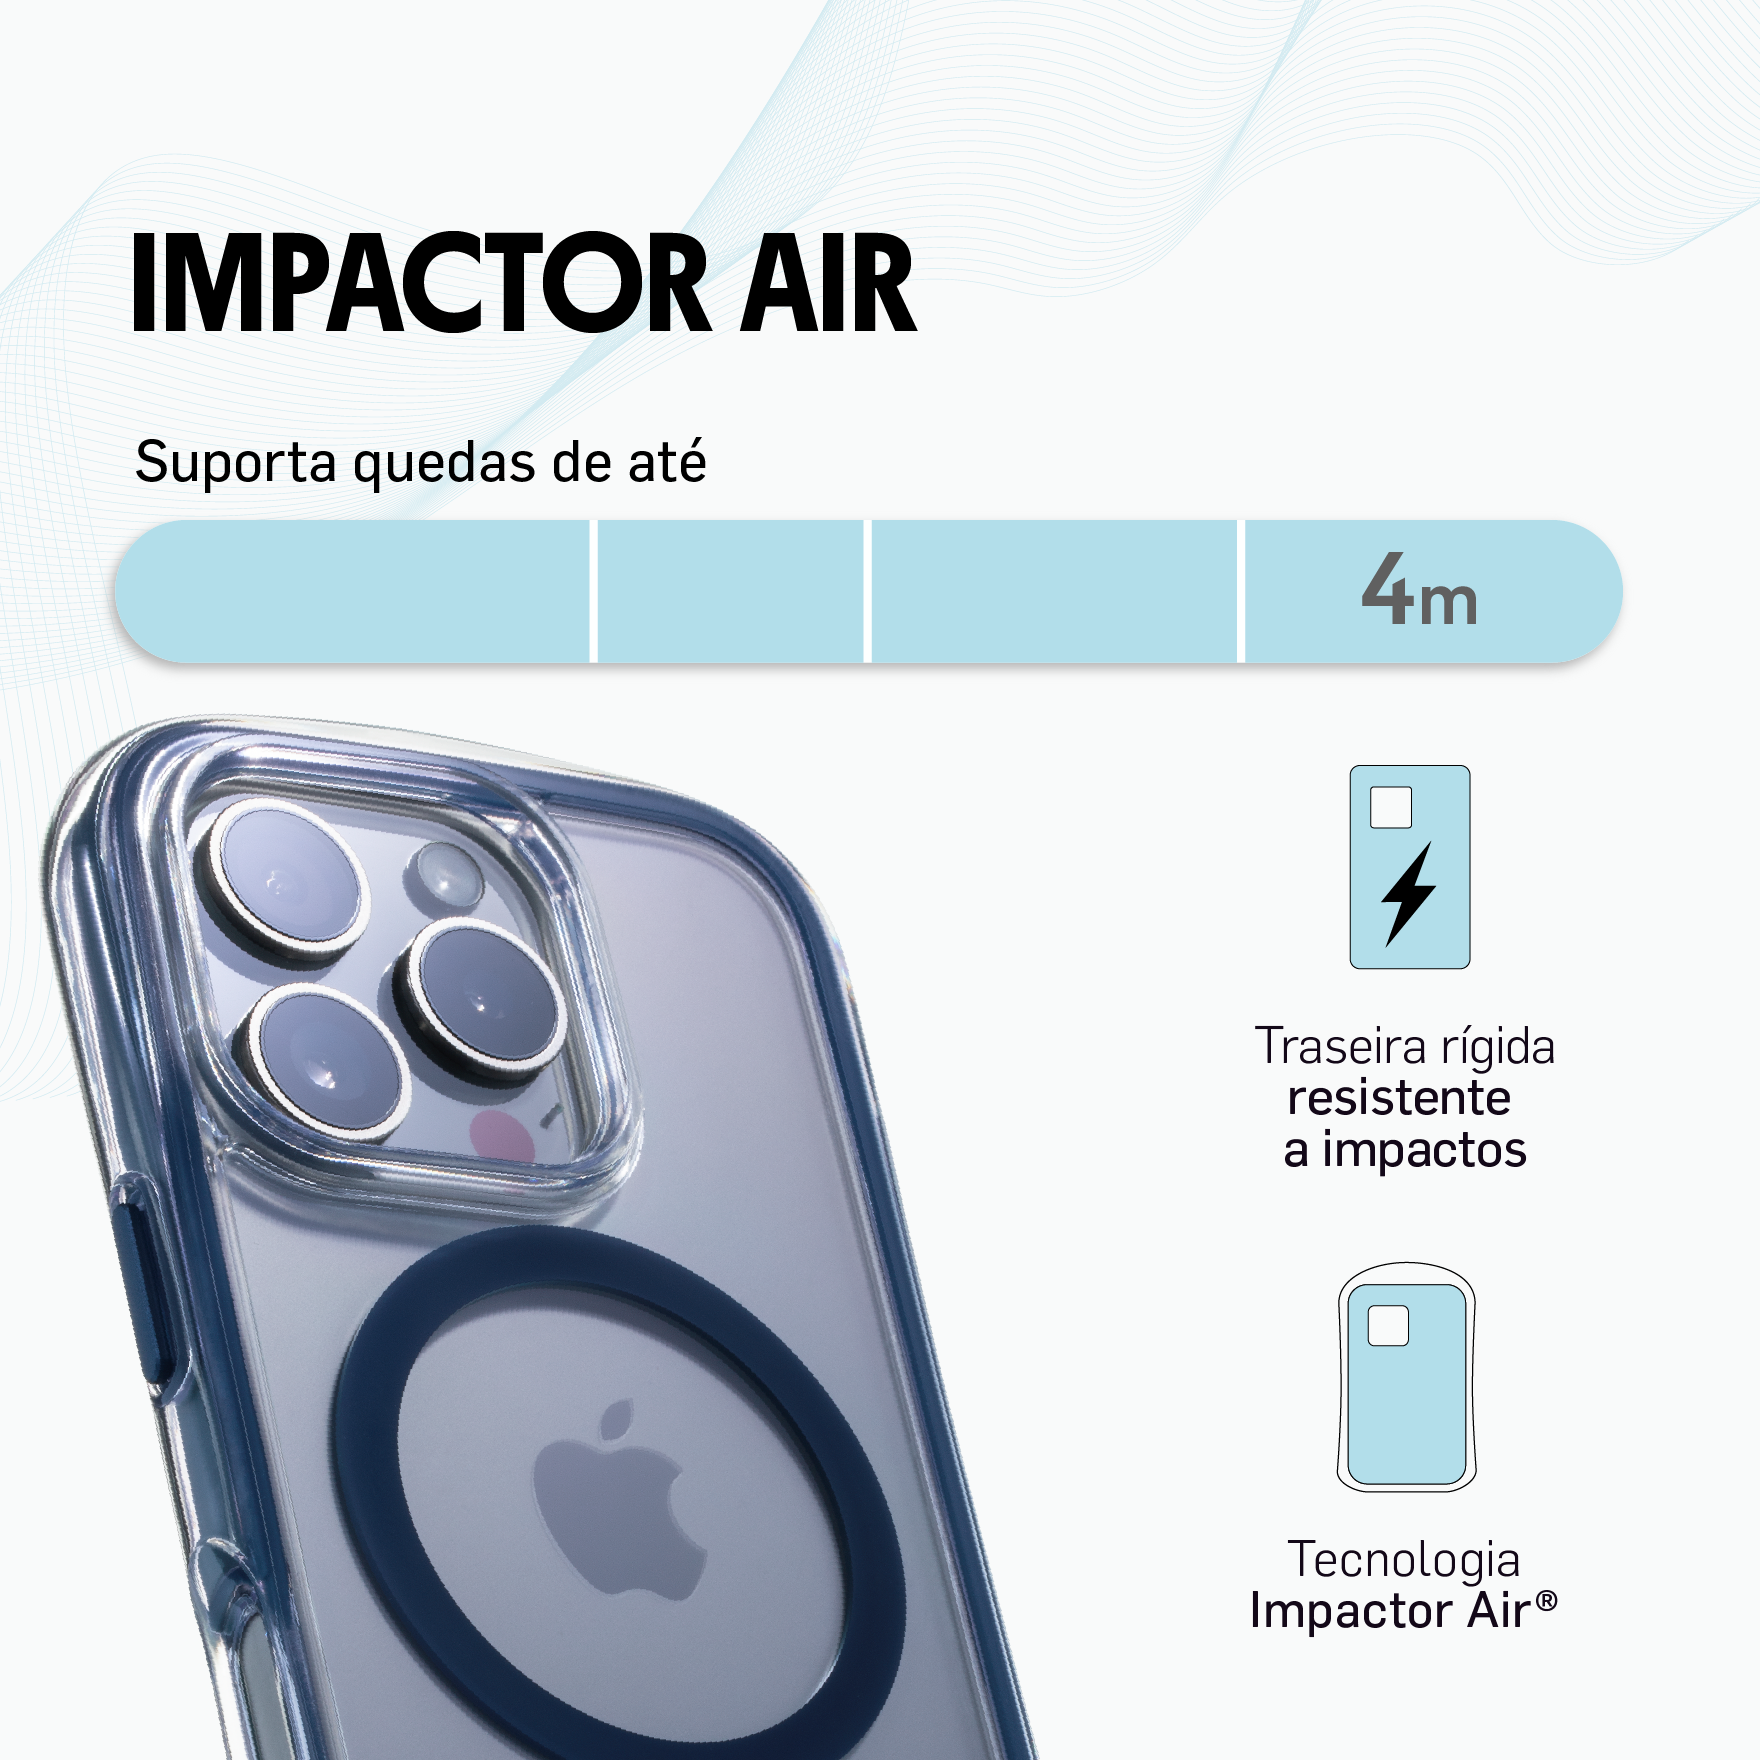 IMPACTOR AIR
Suporta quedas de até
4m
Traseira rígida
resistente
a impactos
Tecnologia
Impactor Air®